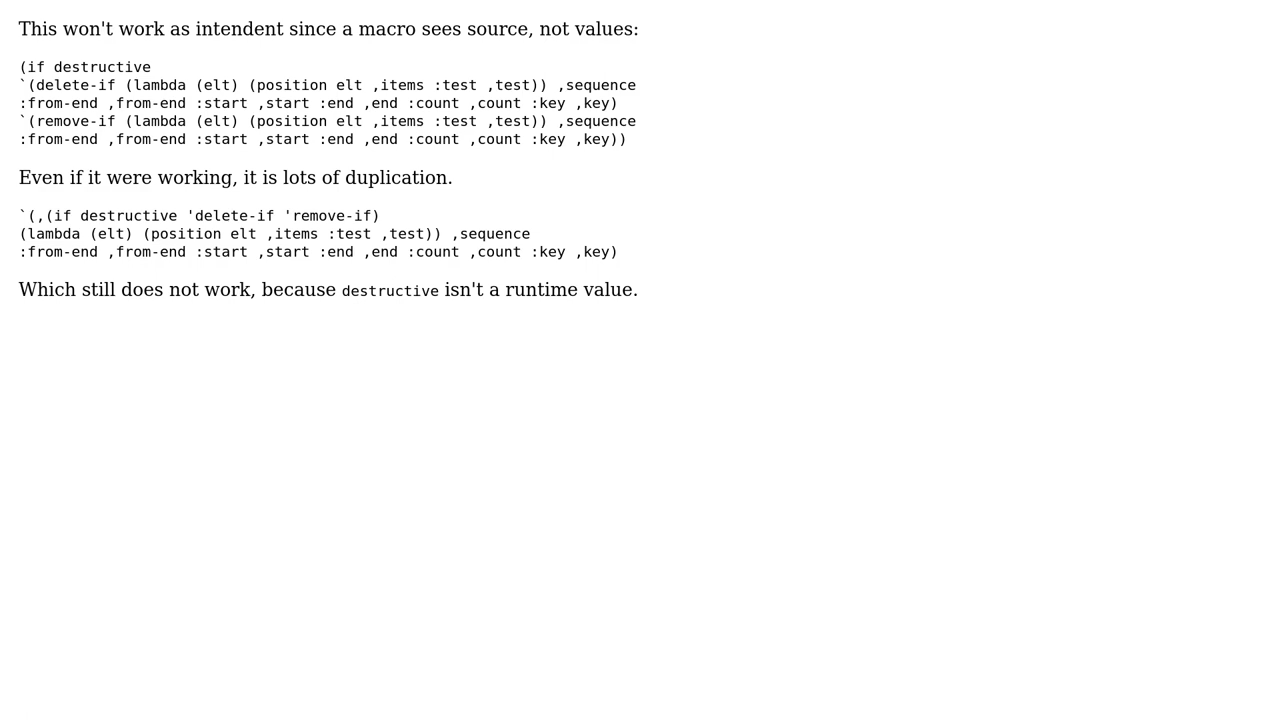 This won't work as intendent since a macro sees source, not values:
(if destructive
`(delete-if (lambda (elt) (position elt ,items :test ,test)) ,sequence
:from-end ,from-end :start ,start :end ,end :count ,count :key ,key)
`(remove-if (lambda (elt) (position elt ,items :test ,test)) ,sequence
:from-end ,from-end :start ,start :end ,end :count ,count :key ,key))
Even if it were working, it is lots of duplication.
`(,(if destructive 'delete-if 'remove-if)
(lambda (elt) (position elt ,items :test ,test)) ,sequence
:from-end ,from-end :start ,start :end ,end :count ,count :key ,key)
Which still does not work, because destructive isn't a runtime value.